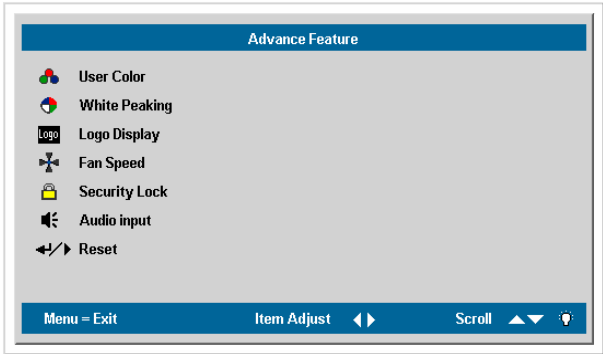 Advance Feature
User Color
White Peaking
Logo Logo Display
Fan Speed
Security Lock
Audio input
Reset
Menu = Exit Item Adjust Scroll